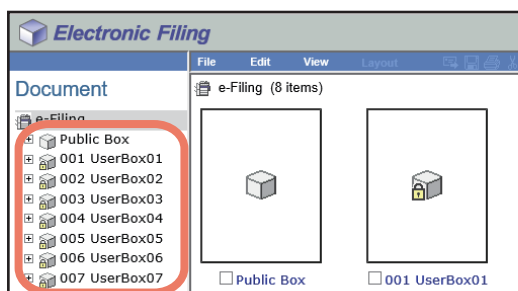 Electronic Filing
File Edit View Layout
Document
e-Filing (8 items)
e-Filing
Public Box
001 UserBox01
002 UserBox02
003 UserBox03
004 UserBox04
005 UserBox05
006 UserBox06
007 UserBox07
Public Box
001 UserBox01